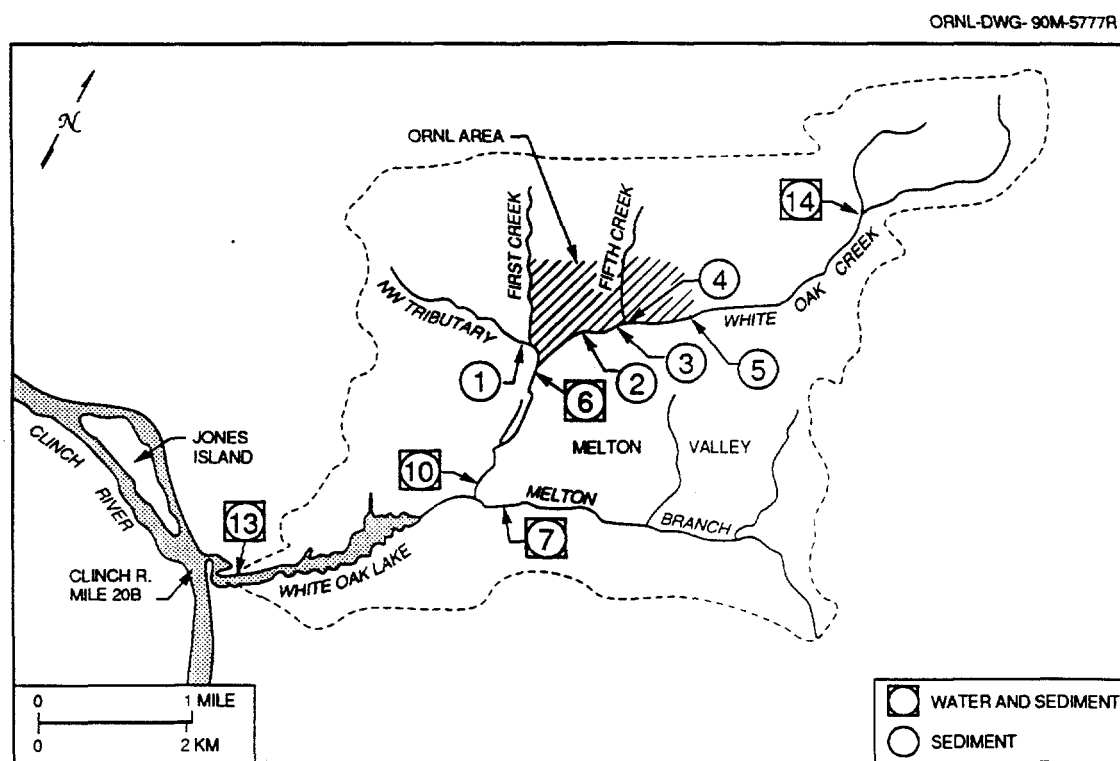 ORNL-DWG- 90M-5777R
N
ORNL AREA
14
FIRST CREEK
FIFTH CREEK
4
NW TRIBUTARY
WHITE OAK CREEK
1
2
3
5
6
MELTON VALLEY
JONES
ISLAND
CLINCH
RIVER
10
MELTON BRANCH
13
7
CLINCH R.
MILE 20B
WHITE OAK LAKE
0 1 MILE
0 2 KM
WATER AND SEDIMENT
SEDIMENT